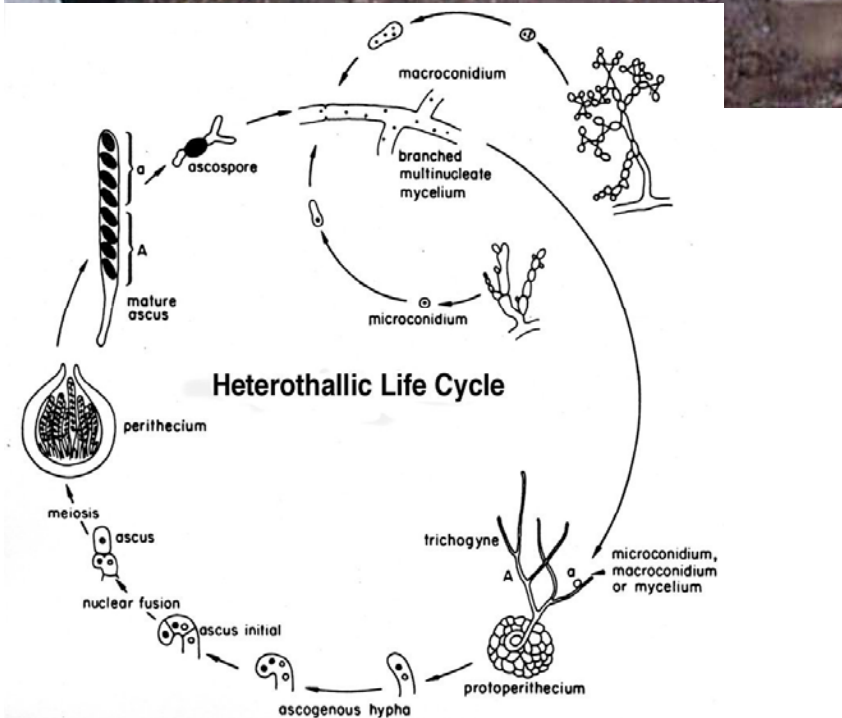 macroconidium
ascospore
branched
multinucleate
mycelium
a
A
mature
ascus
microconidium
Heterothallic Life Cycle
perithecium
meiosis
ascus
nuclear fusion
ascus initial
ascogenous hypha
trichogyne
A
a
microconidium,
macroconidium
or mycelium
protoperithecium